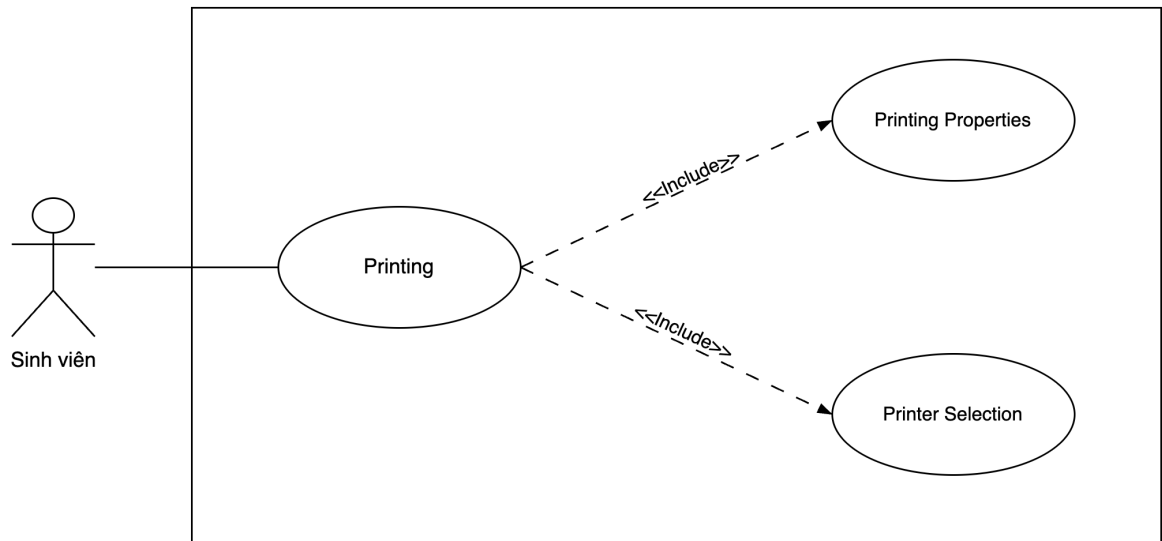 Printing Properties
<<Include>>
Printing
Sinh viên
<<Include>>
Printer Selection